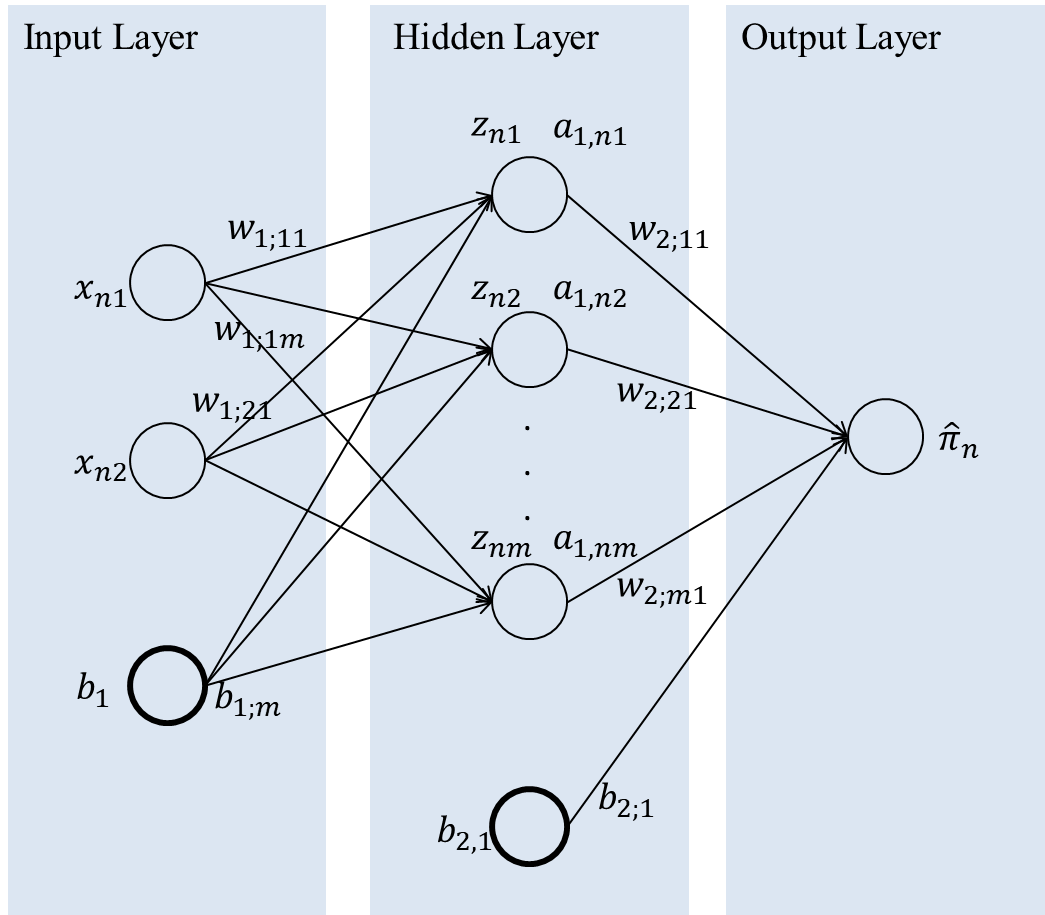 Input Layer
Hidden Layer
Output Layer
z_{n1} a_{1,n1}
w_{1;11}
w_{2;11}
x_{n1}
z_{n2} a_{1,n2}
w_{1;1m}
w_{1;21}
w_{2;21}
x_{n2}
\hat{π}_n
.
.
.
z_{nm} a_{1,nm}
w_{2;m1}
b_1
b_{1;m}
b_{2,1}
b_{2;1}